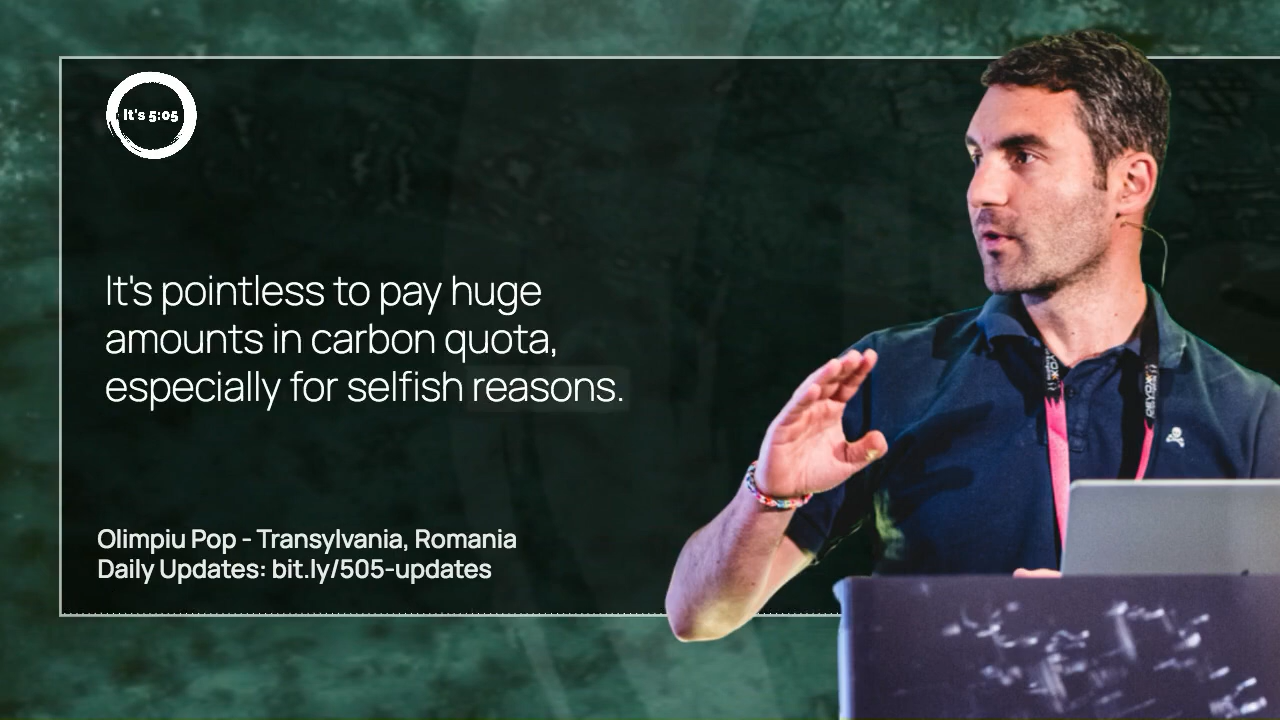 It's 5:05
It's pointless to pay huge
amounts in carbon quota,
especially for selfish reasons.
Olimpiu Pop - Transylvania, Romania
Daily Updates: bit.ly/505-updates